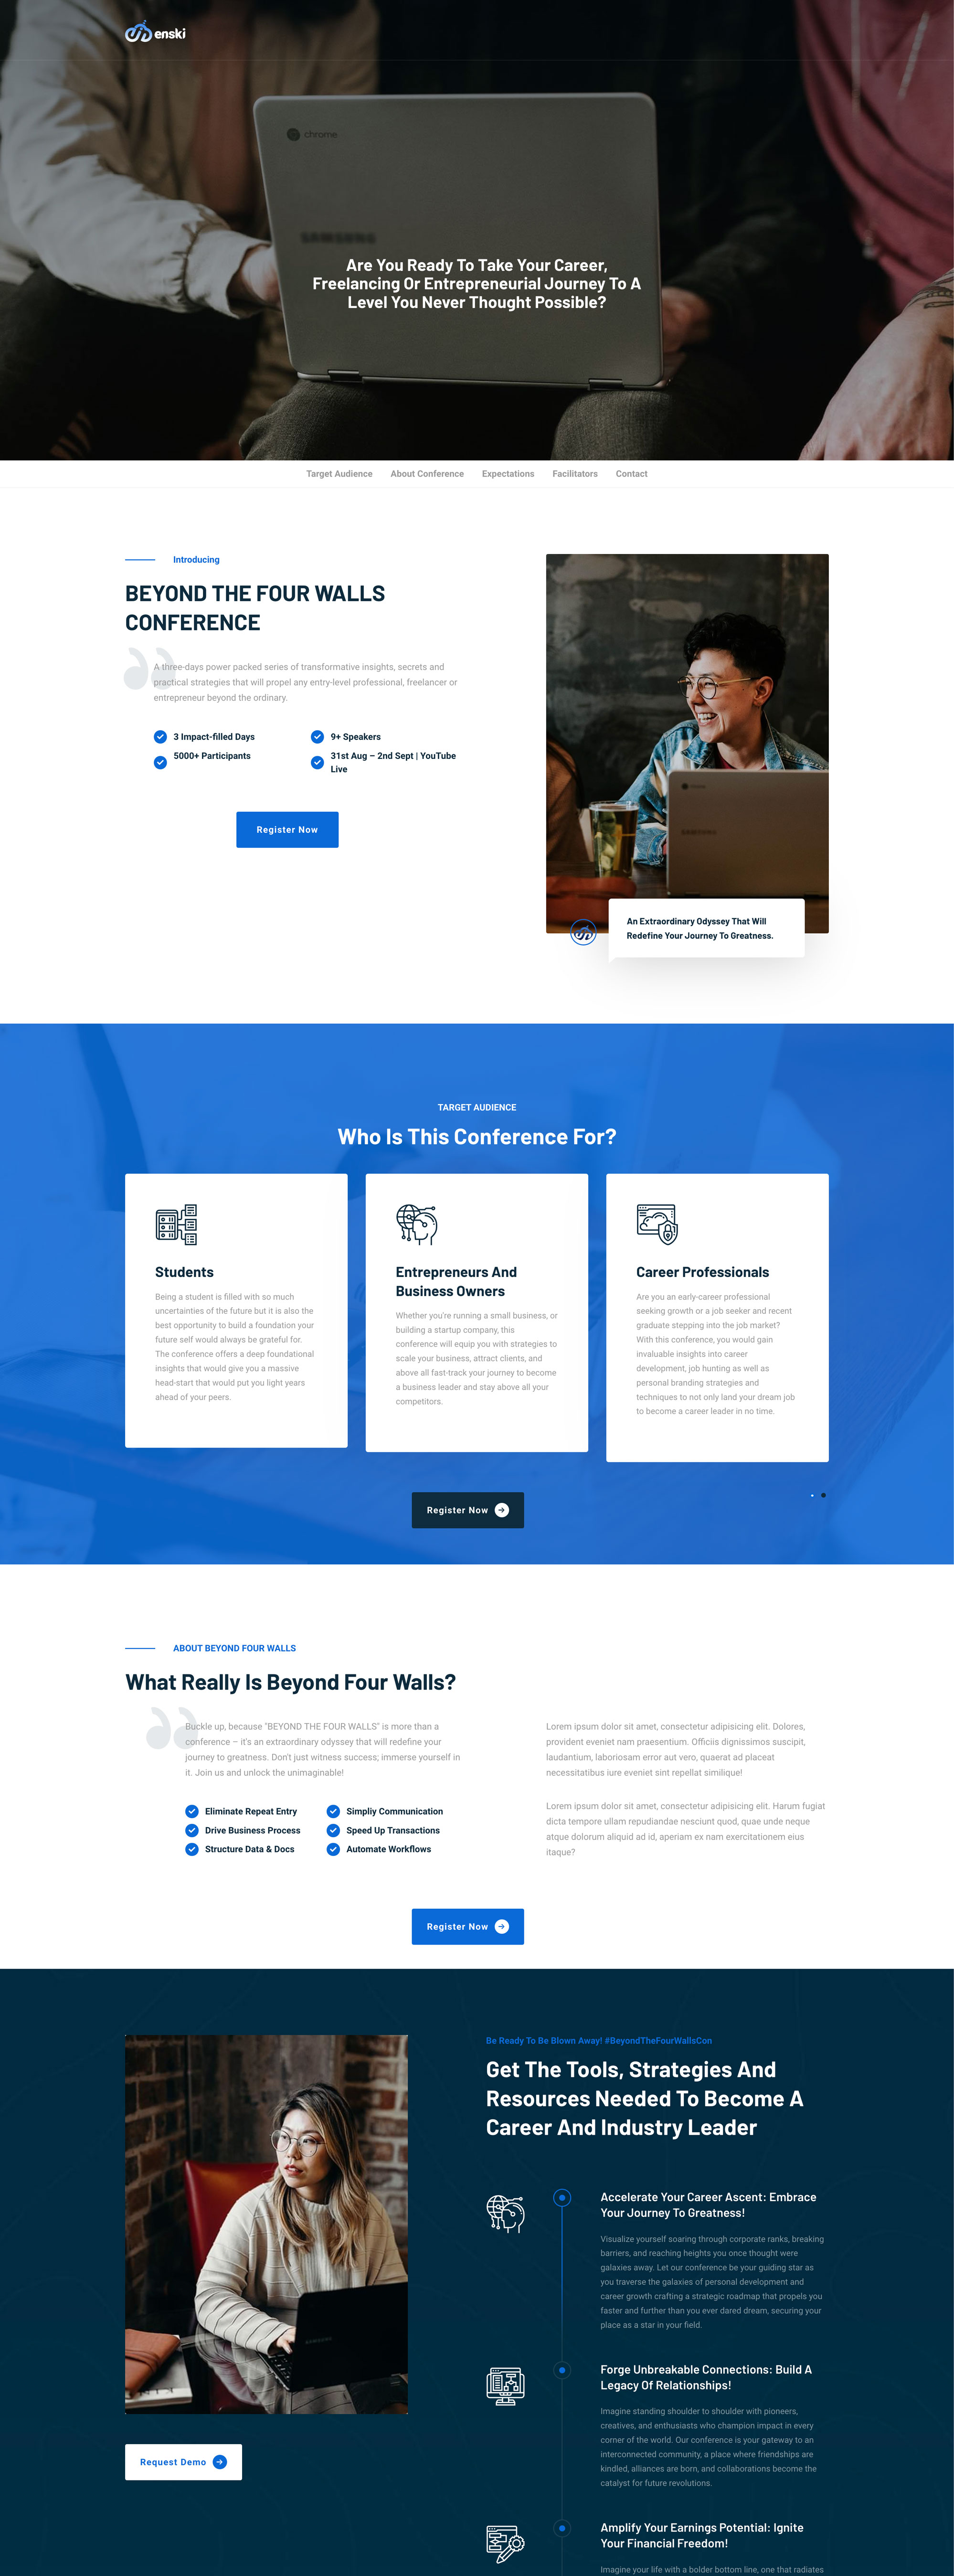 enski
chrome
SAMSUNG
Are You Ready To Take Your Career,
Freelancing Or Entrepreneurial Journey To A
Level You Never Thought Possible?
Target Audience About Conference Expectations Facilitators Contact
Introducing
BEYOND THE FOUR WALLS
CONFERENCE
A three-days power packed series of transformative insights, secrets and
practical strategies that will propel any entry-level professional, freelancer or
entrepreneur beyond the ordinary.
3 Impact-filled Days
9+ Speakers
5000+ Participants
31st Aug – 2nd Sept | YouTube
Live
Register Now
An Extraordinary Odyssey That Will
Redefine Your Journey To Greatness.
TARGET AUDIENCE
Who Is This Conference For?
Students
Being a student is filled with so much
uncertainties of the future but it is also the
best opportunity to build a foundation your
future self would always be grateful for.
The conference offers a deep foundational
insights that would give you a massive
head-start that would put you light years
ahead of your peers.
Entrepreneurs And
Business Owners
Whether you're running a small business, or
building a startup company, this
conference will equip you with strategies to
scale your business, attract clients, and
above all fast-track your journey to become
a business leader and stay above all your
competitors.
Career Professionals
Are you an early-career professional
seeking growth or a job seeker and recent
graduate stepping into the job market?
With this conference, you would gain
invaluable insights into career
development, job hunting as well as
personal branding strategies and
techniques to not only land your dream job
to become a career leader in no time.
Register Now
ABOUT BEYOND FOUR WALLS
What Really Is Beyond Four Walls?
Buckle up, because "BEYOND THE FOUR WALLS" is more than a
conference – it's an extraordinary odyssey that will redefine your
journey to greatness. Don't just witness success; immerse yourself in
it. Join us and unlock the unimaginable!
Eliminate Repeat Entry
Simpliy Communication
Drive Business Process
Speed Up Transactions
Structure Data & Docs
Automate Workflows
Lorem ipsum dolor sit amet, consectetur adipisicing elit. Dolores,
provident eveniet nam praesentium. Officiis dignissimos suscipit,
laudantium, laboriosam error aut vero, quaerat ad placeat
necessitatibus iure eveniet sint repellat similique!
Lorem ipsum dolor sit amet, consectetur adipisicing elit. Harum fugiat
dicta tempore ullam repudiandae nesciunt quod, quae unde neque
atque dolorum aliquid ad id, aperiam ex nam exercitationem eius
itaque?
Register Now
Be Ready To Be Blown Away! #BeyondTheFourWallsCon
Get The Tools, Strategies And
Resources Needed To Become A
Career And Industry Leader
Accelerate Your Career Ascent: Embrace
Your Journey To Greatness!
Visualize yourself soaring through corporate ranks, breaking
barriers, and reaching heights you once thought were
galaxies away. Let our conference be your guiding star as
you traverse the galaxies of personal development and
career growth crafting a strategic roadmap that propels you
faster and further than you ever dared dream, securing your
place as a star in your field.
Forge Unbreakable Connections: Build A
Legacy Of Relationships!
Imagine standing shoulder to shoulder with pioneers,
creatives, and enthusiasts who champion impact in every
corner of the world. Our conference is your gateway to an
interconnected community, a place where friendships are
kindled, alliances are born, and collaborations become the
catalyst for future revolutions.
Request Demo
Amplify Your Earnings Potential: Ignite
Your Financial Freedom!
Imagine your life with a bolder bottom line, one that radiates